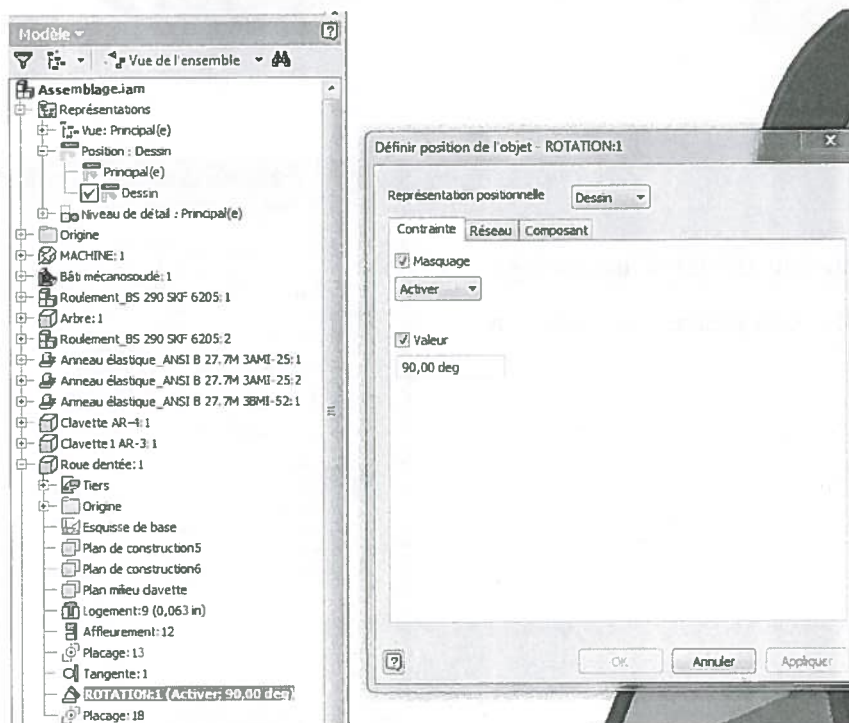 Modèle
Vue de l'ensemble
Assemblage.iam
Représentations
Vue: Principal(e)
Position : Dessin
Principal(e)
Dessin
Niveau de détail : Principal(e)
Origine
MACHINE:1
Bâti mécanosoudé:1
Roulement_BS 290 SKF 6205:1
Arbre:1
Roulement_BS 290 SKF 6205:2
Anneau élastique_ANSI B 27.7M 3AMI-25:1
Anneau élastique_ANSI B 27.7M 3AMI-25:2
Anneau élastique_ANSI B 27.7M 3BMI-52:1
Clavette AR-4:1
Clavette1 AR-3:1
Roue dentée:1
Tiers
Origine
Esquisse de base
Plan de construction5
Plan de construction6
Plan milieu clavette
Logement:9 (0,063 in)
Affleurement:12
Placage:13
Tangente:1
ROTATION:1 (Activer; 90,00 deg)
Placage:18
Définir position de l'objet - ROTATION:1
Représentation positionnelle Dessin
Contrainte Réseau Composant
Masquage
Activer
Valeur
90,00 deg
OK Annuler Appliquer